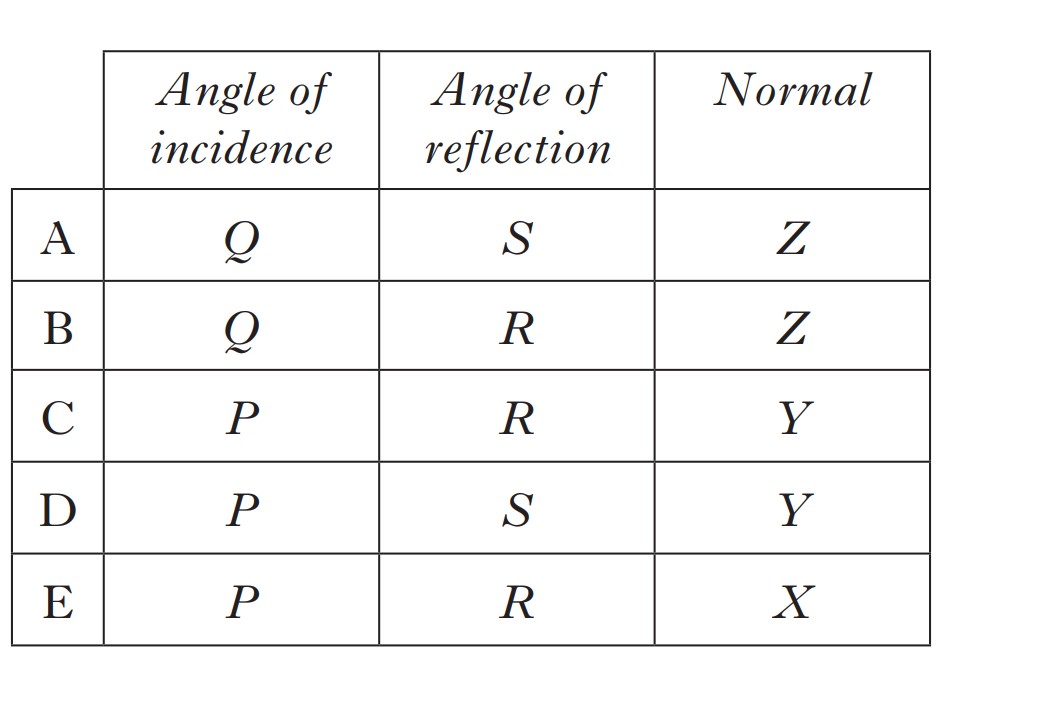 Angle of incidence Angle of reflection Normal
A Q S Z
B Q R Z
C P R Y
D P S Y
E P R X